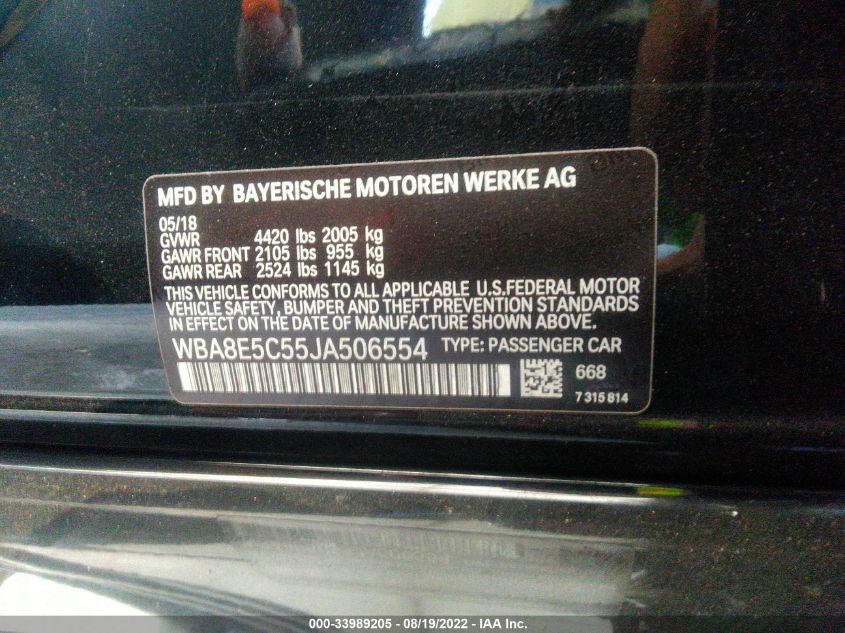 MFD BY BAYERISCHE MOTOREN WERKE AG
05/18
GVWR 4420 lbs 2005 kg
GAWR FRONT 2105 lbs 955 kg
GAWR REAR 2524 lbs 1145 kg
THIS VEHICLE CONFORMS TO ALL APPLICABLE U.S.FEDERAL MOTOR
VEHICLE SAFETY, BUMPER AND THEFT PREVENTION STANDARDS
IN EFFECT ON THE DATE OF MANUFACTURE SHOWN ABOVE.
WBA8E5C55JA506554 TYPE: PASSENGER CAR
668
7 315 814
000-33989205 - 08/19/2022 - IAA Inc.